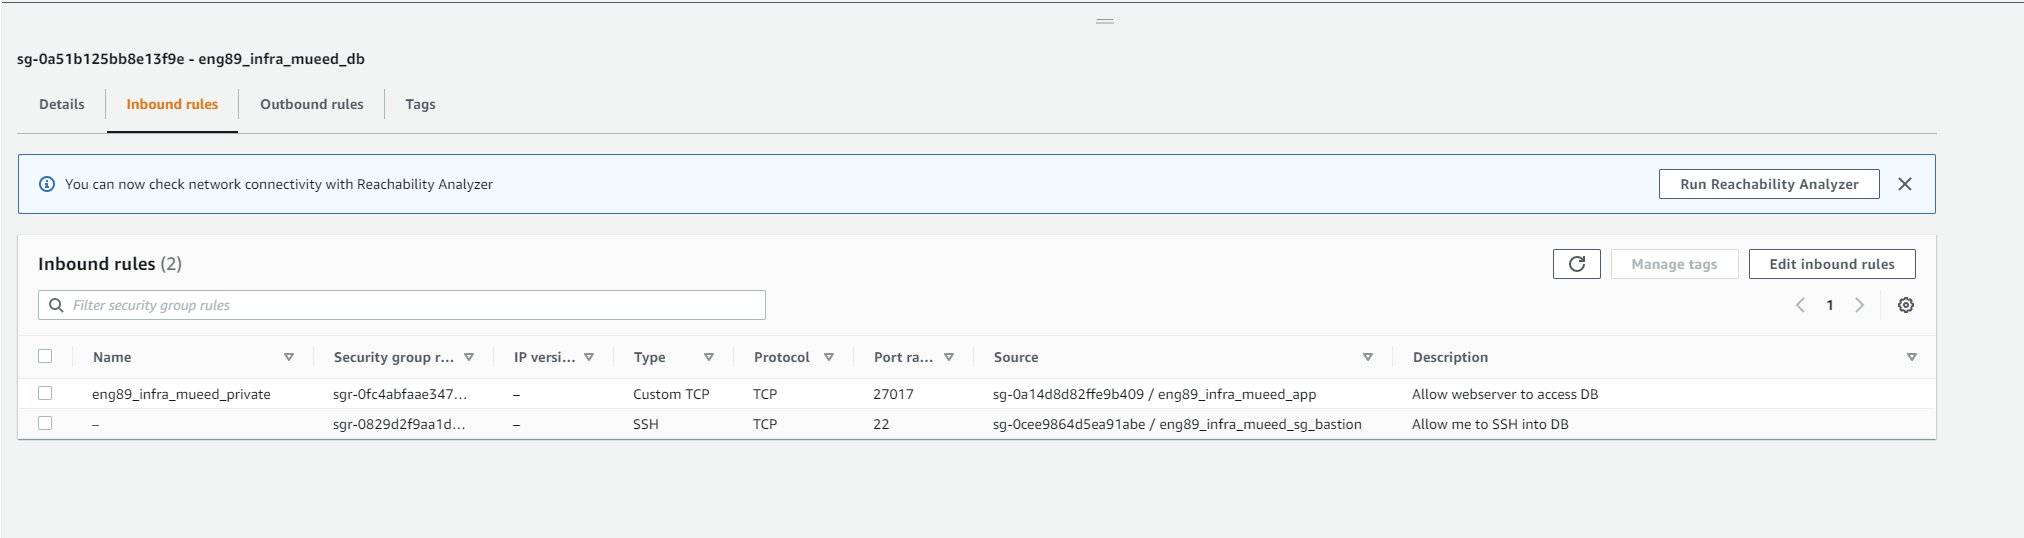 sg-0a51b125bb8e13f9e - eng89_infra_mueed_db
Details Inbound rules Outbound rules Tags
You can now check network connectivity with Reachability Analyzer Run Reachability Analyzer
Inbound rules (2) Manage tags Edit inbound rules
Filter security group rules 1
Name Security group r... IP versi... Type Protocol Port ra... Source Description
eng89_infra_mueed_private sgr-0fc4abfaae347... – Custom TCP TCP 27017 sg-0a14d8d82ffe9b409 / eng89_infra_mueed_app Allow webserver to access DB
– sgr-0829d2f9aa1d... – SSH TCP 22 sg-0cee9864d5ea91abe / eng89_infra_mueed_sg_bastion Allow me to SSH into DB